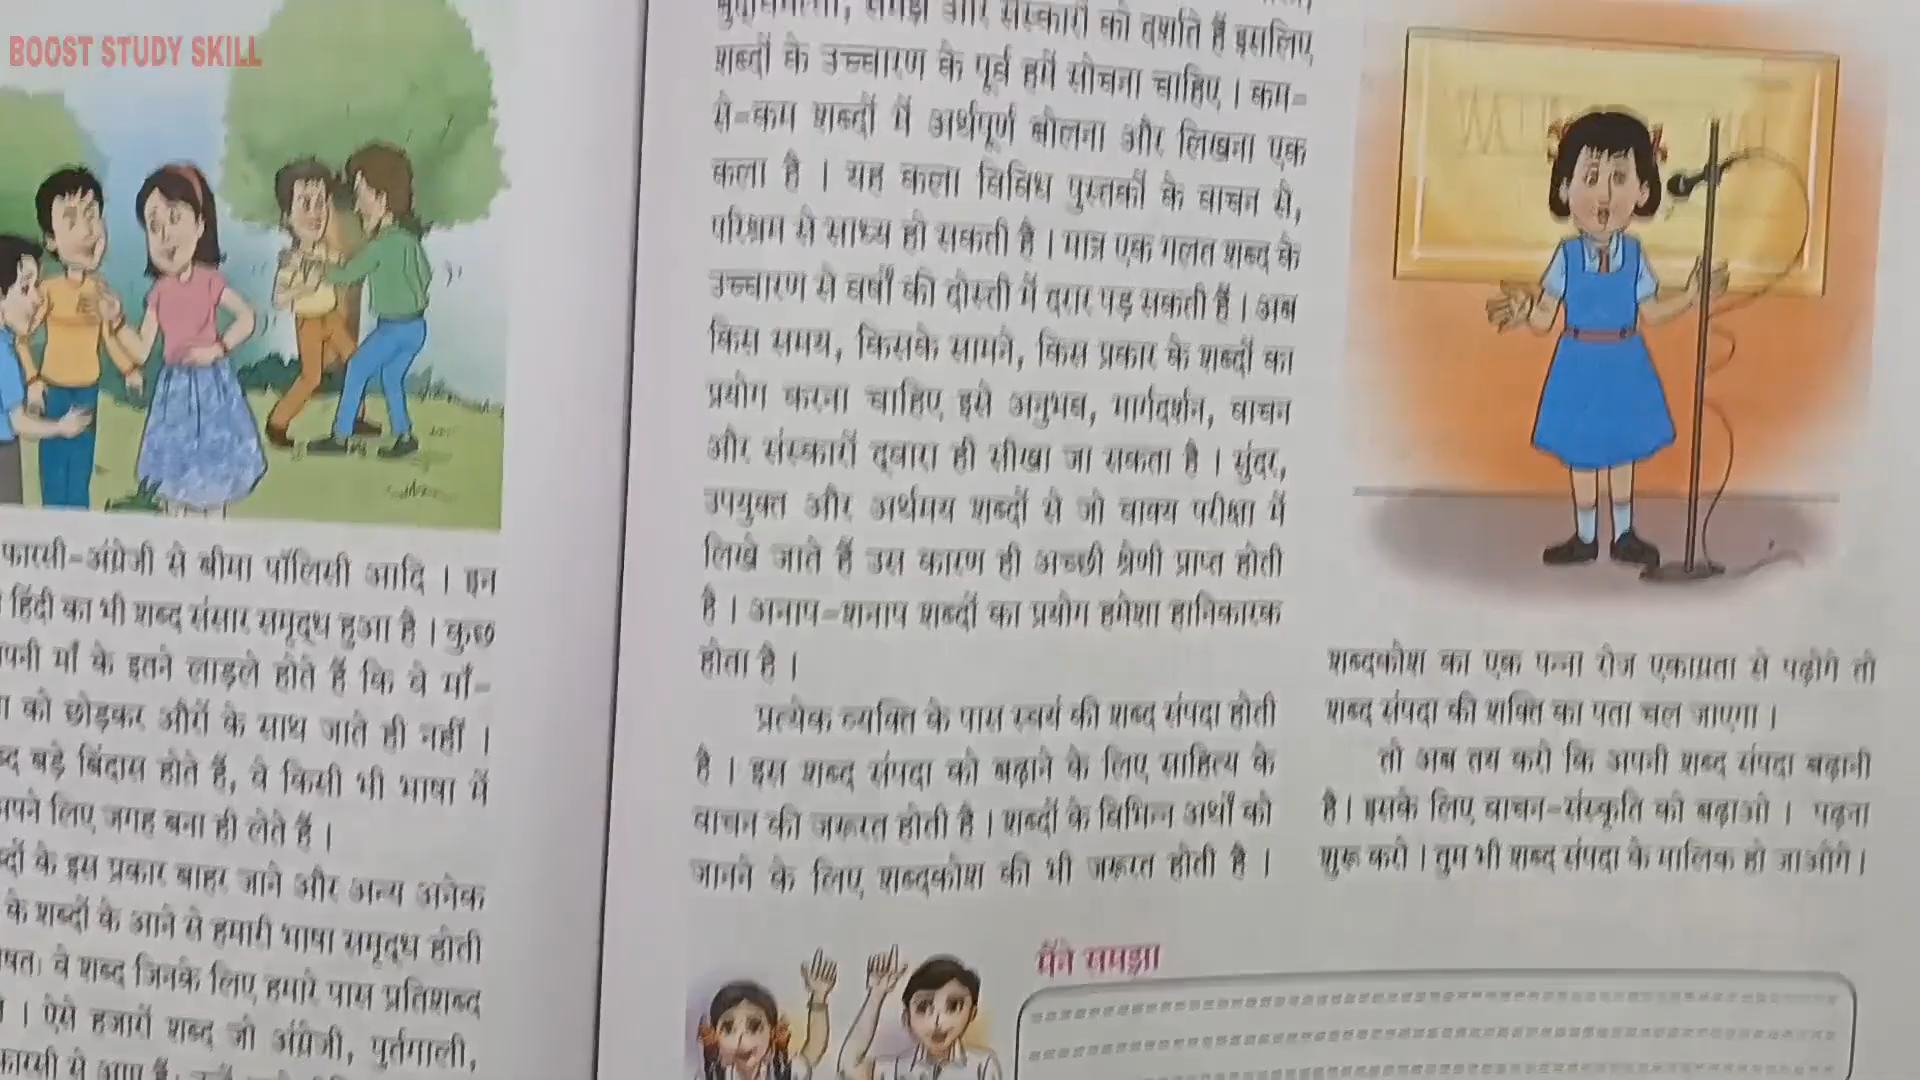 BOOST STUDY SKILL
फारसी-अंग्रेजी से बीमा पॉलिसी आदि । इन
हिंदी का भी शब्द संसार समृद्ध हुआ है । कुछ
माँ के इतने लाड़ले होते हैं कि वे माँ-
को छोड़कर औरों के साथ जाते ही नहीं ।
बड़े बिंदास होते हैं, वे किसी भी भाषा में
लिए जगह बना ही लेते हैं ।
के इस प्रकार बाहर जाने और अन्य अनेक
के शब्दों के आने से हमारी भाषा समृद्ध होती
वे शब्द जिनके लिए हमारे पास प्रतिशब्द
। ऐसे हजारों शब्द जो अंग्रेजी, पुर्तगाली,
और संस्कारों को दर्शाते हैं इसलिए
शब्दों के उच्चारण के पूर्व हमें सोचना चाहिए । कम-
से-कम शब्दों में अर्थपूर्ण बोलना और लिखना एक
कला है । यह कला विविध पुस्तकों के वाचन से,
परिश्रम से साध्य हो सकती है । मात्र एक गलत शब्द के
उच्चारण से वर्षों की दोस्ती में दरार पड़ सकती है । अब
किस समय, किसके सामने, किस प्रकार के शब्दों का
प्रयोग करना चाहिए इसे अनुभव, मार्गदर्शन, वाचन
और संस्कारों द्वारा ही सीखा जा सकता है । सुंदर,
उपयुक्त और अर्थमय शब्दों से जो वाक्य परीक्षा में
लिखे जाते हैं उस कारण ही अच्छी श्रेणी प्राप्त होती
है । अनाप-शनाप शब्दों का प्रयोग हमेशा हानिकारक
होता है ।
प्रत्येक व्यक्ति के पास स्वयं की शब्द संपदा होती
है । इस शब्द संपदा को बढ़ाने के लिए साहित्य के
वाचन की जरूरत होती है । शब्दों के विभिन्न अर्थों को
जानने के लिए शब्दकोश की भी जरूरत होती है ।
शब्दकोश का एक पन्ना रोज एकाग्रता से पढ़ोगे तो
शब्द संपदा की शक्ति का पता चल जाएगा ।
तो अब तय करो कि अपनी शब्द संपदा बढ़ानी
है । इसके लिए वाचन-संस्कृति को बढ़ाओ । पढ़ना
शुरू करो । तुम भी शब्द संपदा के मालिक हो जाओगे ।
मैंने समझा